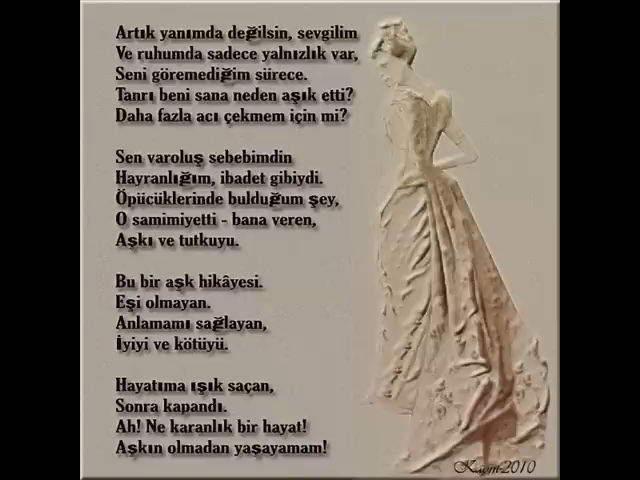 Artık yanımda değilsin, sevgilim
Ve ruhumda sadece yalnızlık var,
Seni göremediğim sürece.
Tanrı beni sana neden aşık etti?
Daha fazla acı çekmem için mi?
Sen varoluş sebebimdin
Hayranlığım, ibadet gibiydi.
Öpücüklerinde bulduğum şey,
O samimiyetti - bana veren,
Aşkı ve tutkuyu.
Bu bir aşk hikâyesi.
Eşi olmayan.
Anlamamı sağlayan,
İyiyi ve kötüyü.
Hayatıma ışık saçan,
Sonra kapandı.
Ah! Ne karanlık bir hayat!
Aşkın olmadan yaşayamam!
2010